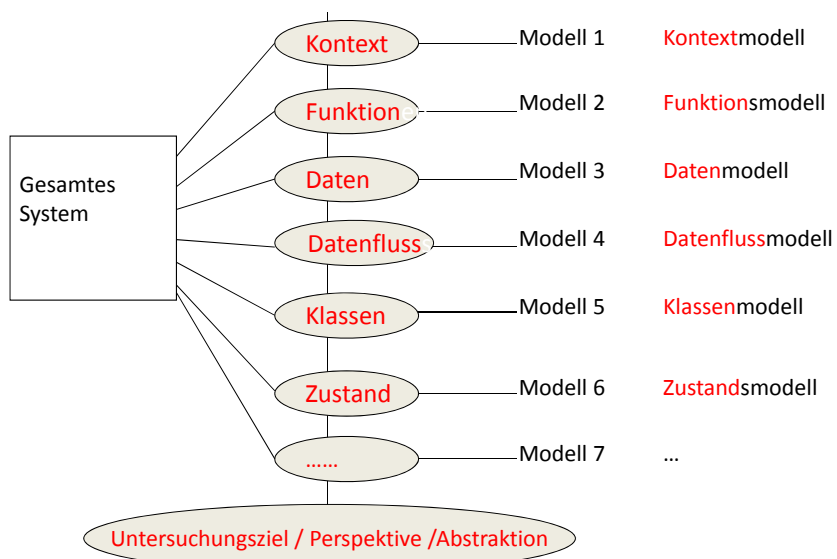 Kontext Modell 1 Kontextmodell
Funktionen Modell 2 Funktionsmodell
Gesamtes
System
Daten Modell 3 Datenmodell
Datenfluss Modell 4 Datenflussmodell
Klassen Modell 5 Klassenmodell
Zustand Modell 6 Zustandsmodell
…… Modell 7 …
Untersuchungsziel / Perspektive /Abstraktion